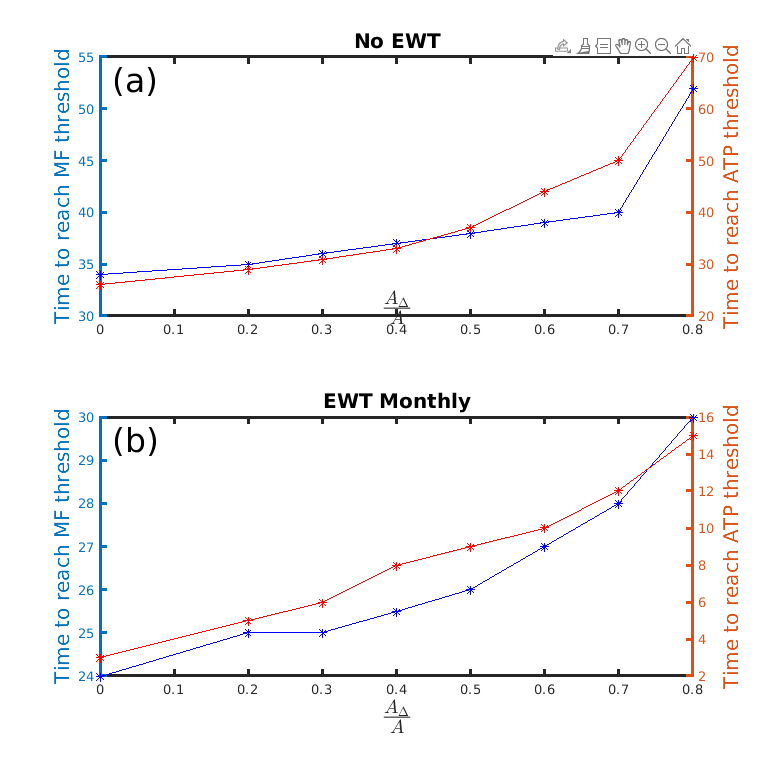 No EWT
(a)
Time to reach MF threshold
55
50
45
40
35
30
Time to reach ATP threshold
70
60
50
40
30
20
0 0.1 0.2 0.3 0.4 0.5 0.6 0.7 0.8
A_Δ
A
EWT Monthly
(b)
Time to reach MF threshold
30
29
28
27
26
25
24
Time to reach ATP threshold
16
14
12
10
8
6
4
2
0 0.1 0.2 0.3 0.4 0.5 0.6 0.7 0.8
A_Δ
A